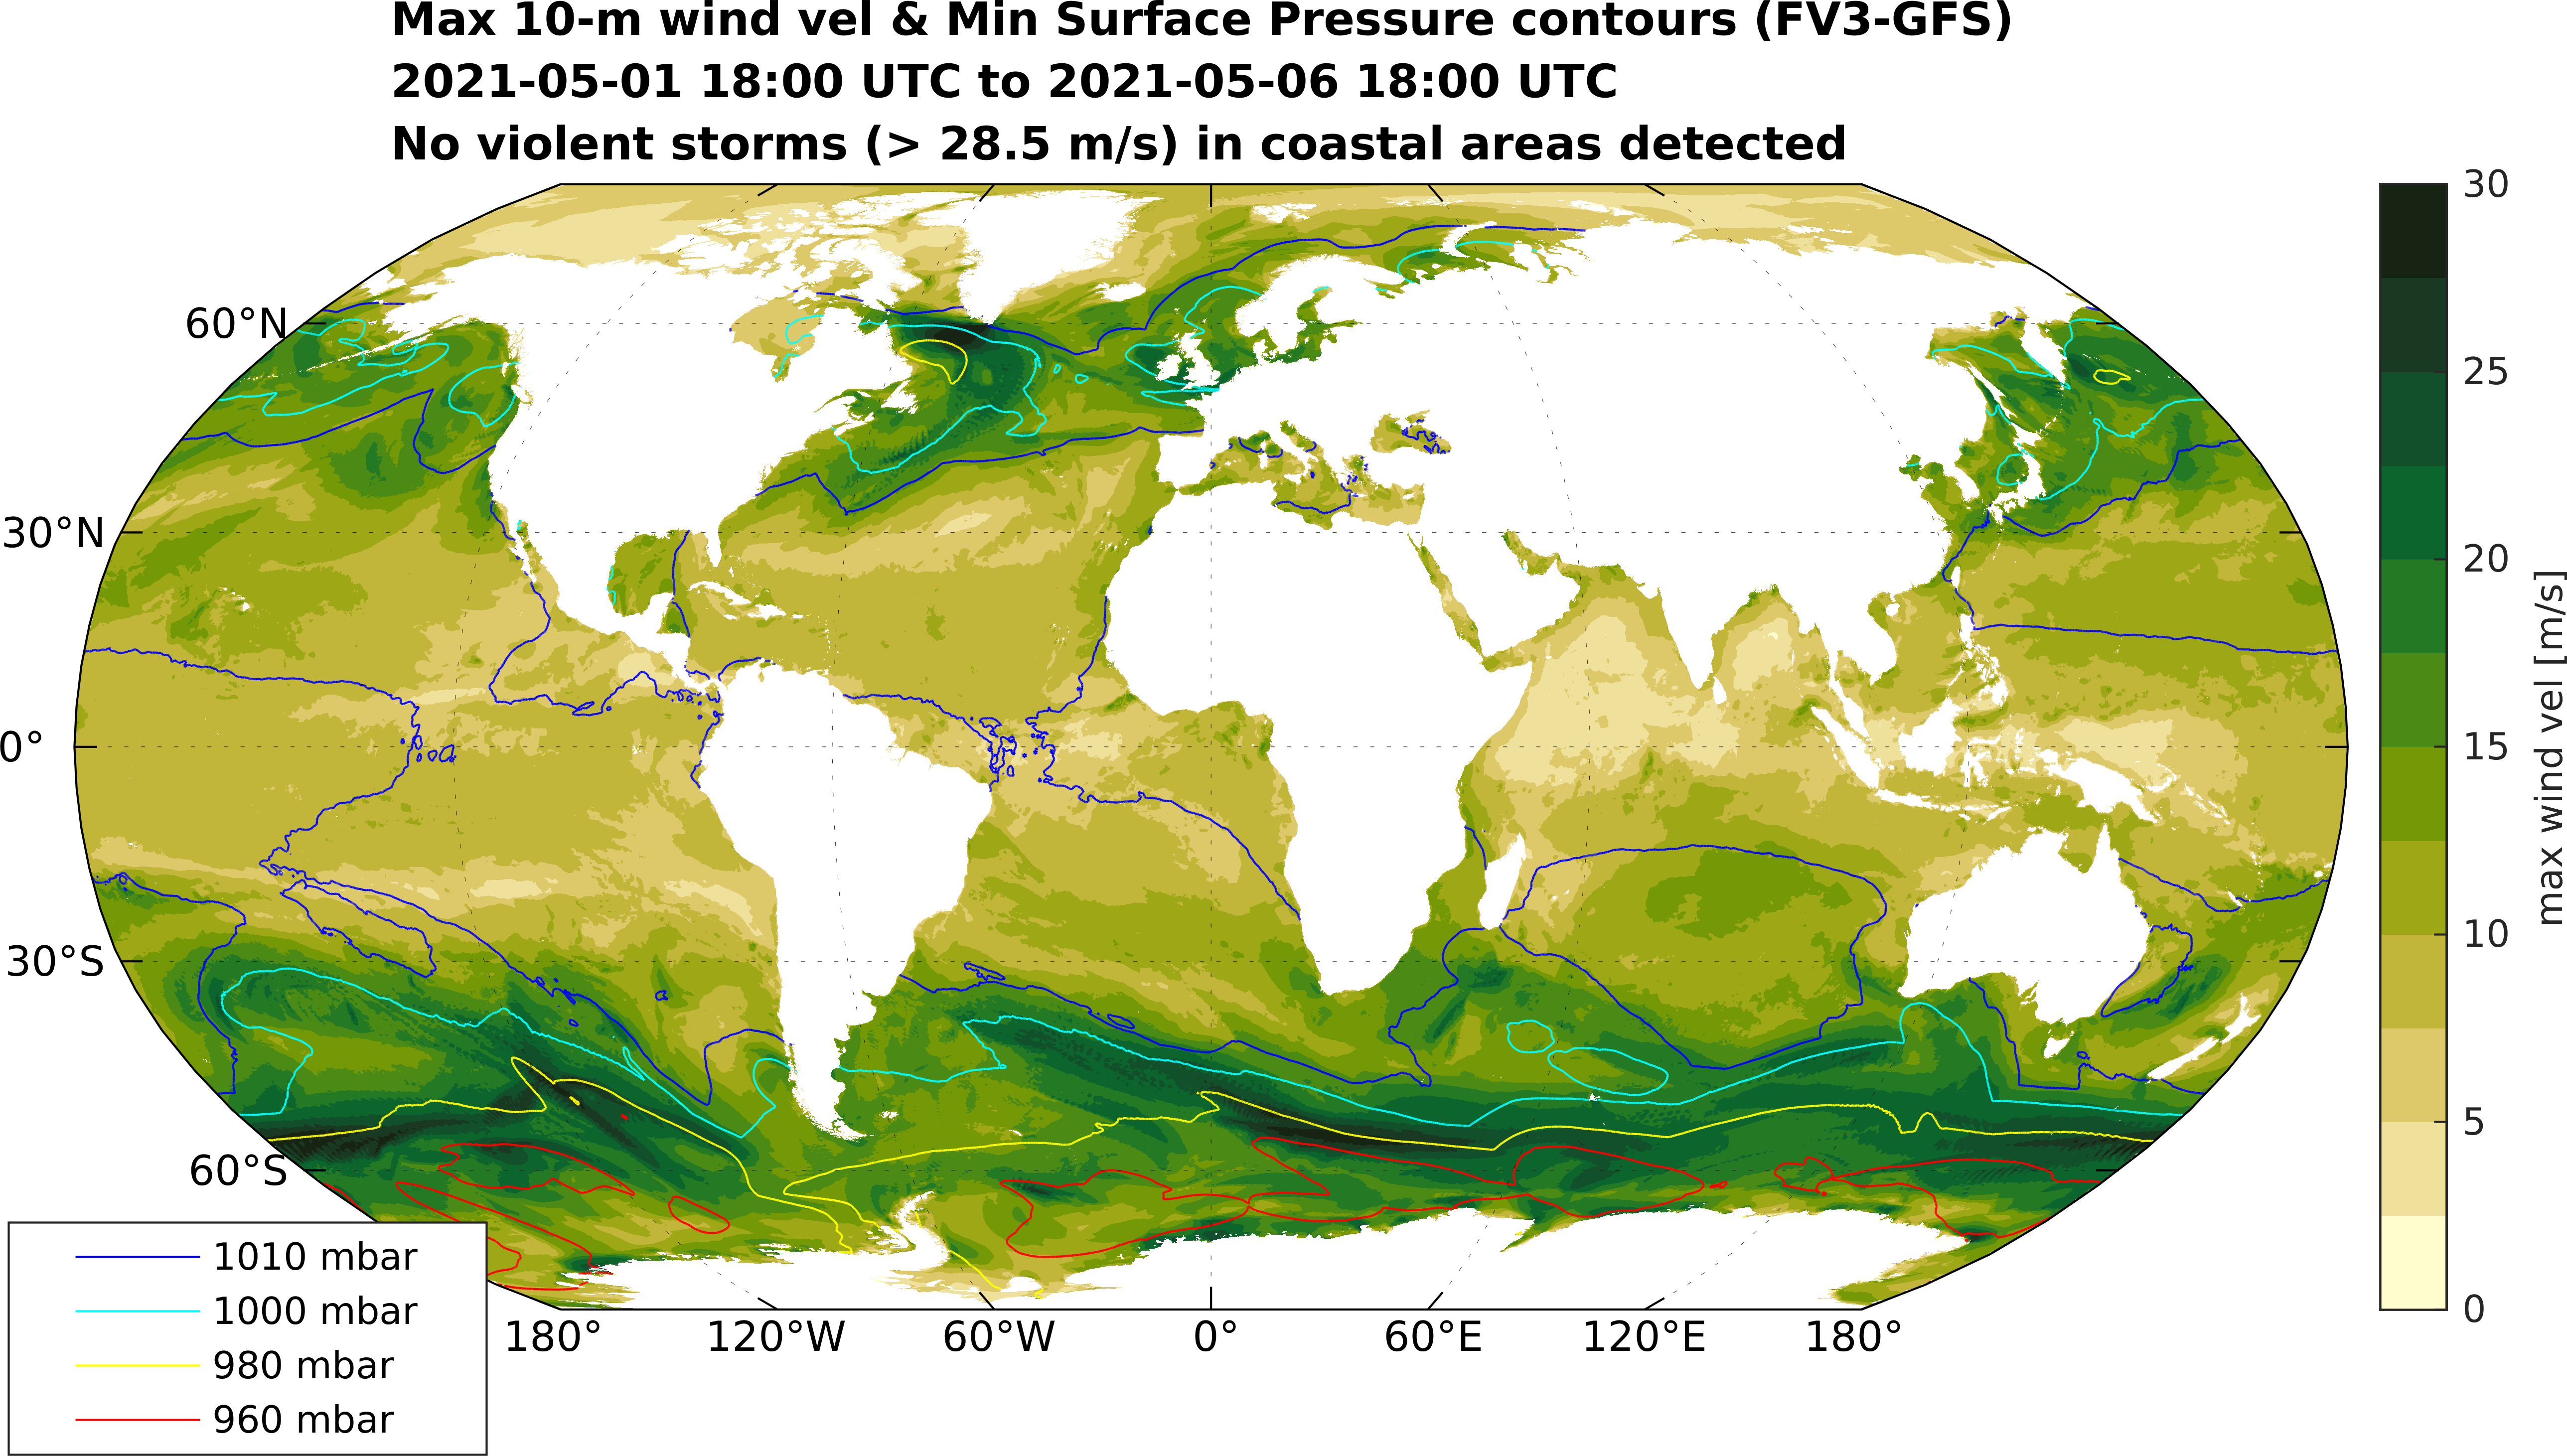 Max 10-m wind vel & Min Surface Pressure contours (FV3-GFS)
2021-05-01 18:00 UTC to 2021-05-06 18:00 UTC
No violent storms (> 28.5 m/s) in coastal areas detected
60°N
30°N
0°
30°S
60°S
180°
120°W
60°W
0°
60°E
120°E
180°
30
25
20
15
10
5
0
max wind vel [m/s]
1010 mbar
1000 mbar
980 mbar
960 mbar